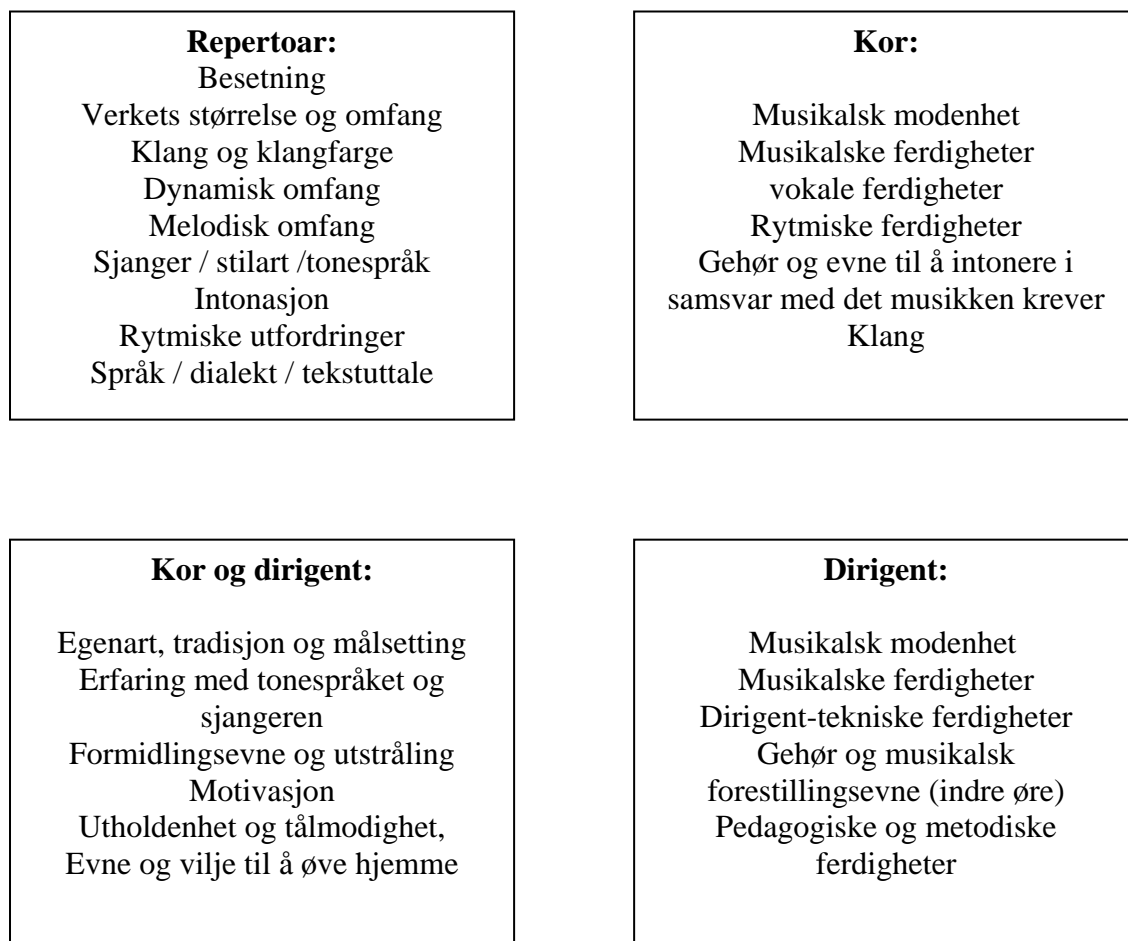 Repertoar:
Besetning
Verkets størrelse og omfang
Klang og klangfarge
Dynamisk omfang
Melodisk omfang
Sjanger / stilart /tonespråk
Intonasjon
Rytmiske utfordringer
Språk / dialekt / tekstuttale
Kor:
Musikalsk modenhet
Musikalske ferdigheter
vokale ferdigheter
Rytmiske ferdigheter
Gehør og evne til å intonere i
samsvar med det musikken krever
Klang
Kor og dirigent:
Egenart, tradisjon og målsetting
Erfaring med tonespråket og
sjangeren
Formidlingsevne og utstråling
Motivasjon
Utholdenhet og tålmodighet,
Evne og vilje til å øve hjemme
Dirigent:
Musikalsk modenhet
Musikalske ferdigheter
Dirigent-tekniske ferdigheter
Gehør og musikalsk
forestillingsevne (indre øre)
Pedagogiske og metodiske
ferdigheter